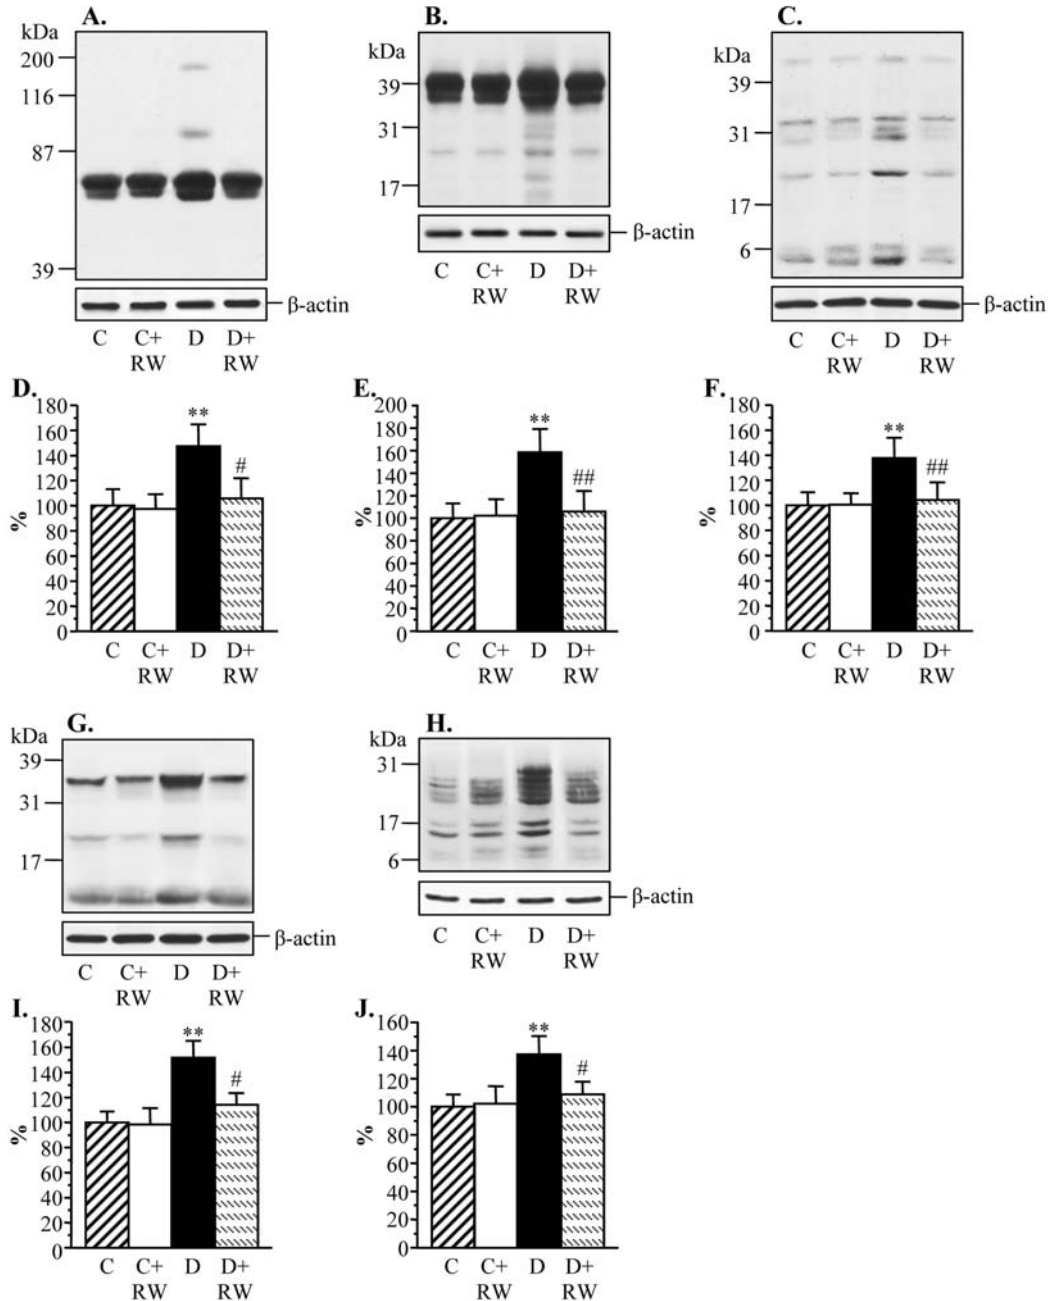 A.
kDa
200
116
87
39
β-actin
C C+ D D+
RW RW
B.
kDa
39
31
17
β-actin
C C+ D D+
RW RW
C.
kDa
39
31
17
6
β-actin
C C+ D D+
RW RW
D.
180
160
140
120
100
80
60
40
20
0
%
**
#
C C+ D D+
RW RW
E.
200
180
160
140
120
100
80
60
40
20
0
%
**
##
C C+ D D+
RW RW
F.
180
160
140
120
100
80
60
40
20
0
%
**
##
C C+ D D+
RW RW
G.
kDa
39
31
17
β-actin
C C+ D D+
RW RW
H.
kDa
31
17
6
β-actin
C C+ D D+
RW RW
I.
180
160
140
120
100
80
60
40
20
0
%
**
#
C C+ D D+
RW RW
J.
160
140
120
100
80
60
40
20
0
%
**
#
C C+ D D+
RW RW